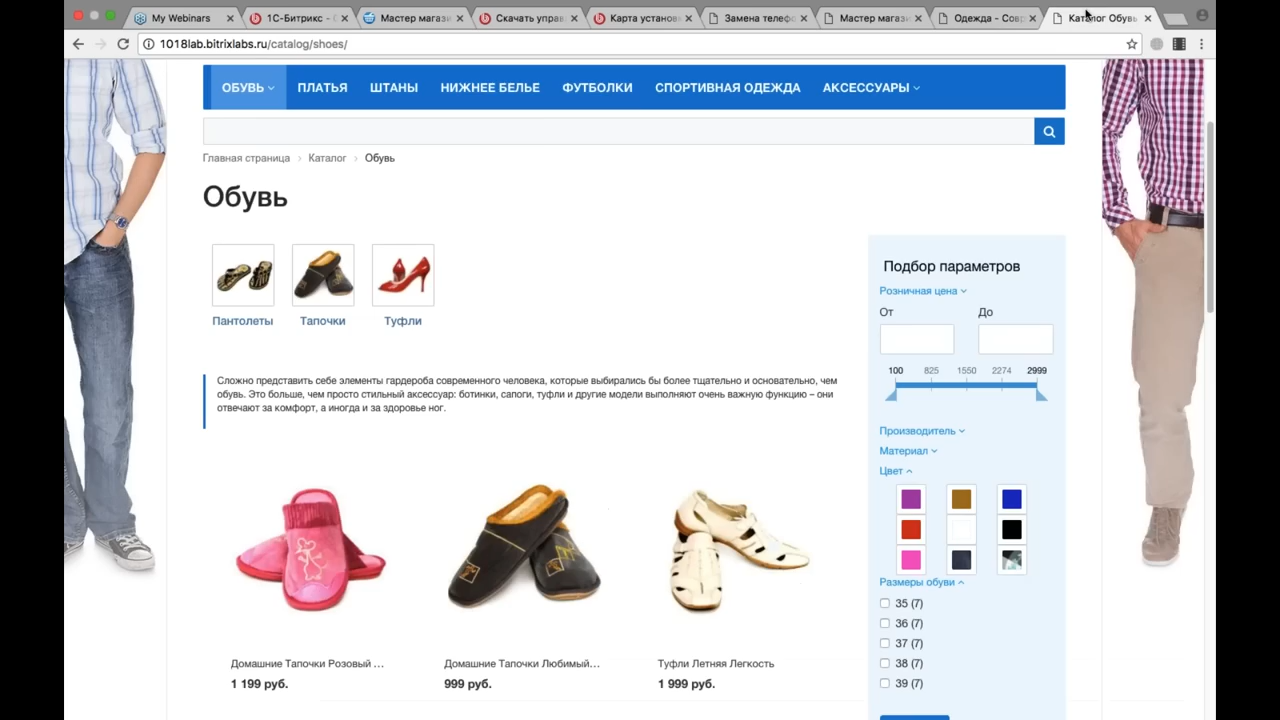 My Webinars
1С-Битрикс -
Мастер магази
Скачать управ
Карта установ
Замена телефо
Мастер магази
Одежда – Сов
Каталог Обувь
1018lab.bitrixlabs.ru/catalog/shoes/
ОБУВЬ
ПЛАТЬЯ
ШТАНЫ
НИЖНЕЕ БЕЛЬЕ
ФУТБОЛКИ
СПОРТИВНАЯ ОДЕЖДА
АКСЕССУАРЫ
Главная страница
Каталог
Обувь
Обувь
Пантолеты
Тапочки
Туфли
Сложно представить себе элементы гардероба современного человека, которые выбирались бы более тщательно и основательно, чем
обувь. Это больше, чем просто стильный аксессуар: ботинки, сапоги, туфли и другие модели выполняют очень важную функцию – они
отвечают за комфорт, а иногда и за здоровье ног.
Домашние Тапочки Розовый ...
1 199 руб.
Домашние Тапочки Любимый...
999 руб.
Туфли Летняя Легкость
1 999 руб.
Подбор параметров
Розничная цена
От
До
100
825
1550
2274
2999
Производитель
Материал
Цвет
Размеры обуви
35 (7)
36 (7)
37 (7)
38 (7)
39 (7)